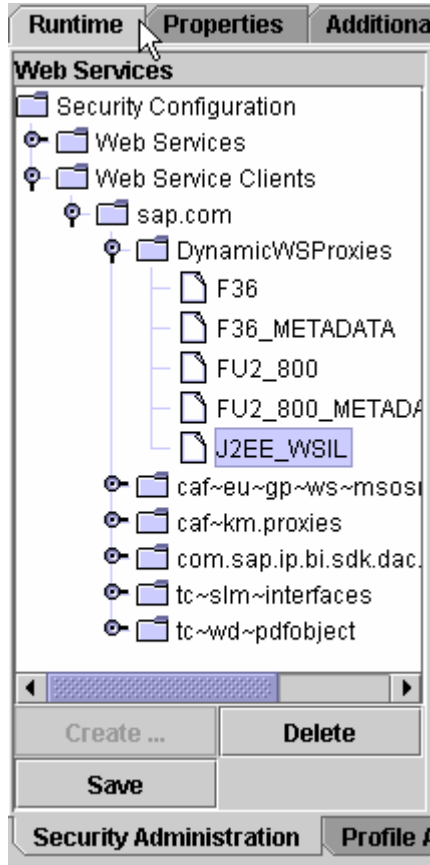 Runtime Properties Additiona
Web Services
Security Configuration
Web Services
Web Service Clients
sap.com
DynamicWSProxies
F36
F36_METADATA
FU2_800
FU2_800_METADA
J2EE_WSIL
caf~eu~gp~ws~msosi
caf~km.proxies
com.sap.ip.bi.sdk.dac.
tc~slm~interfaces
tc~wd~pdfobject
Create ... Delete
Save
Security Administration Profile A